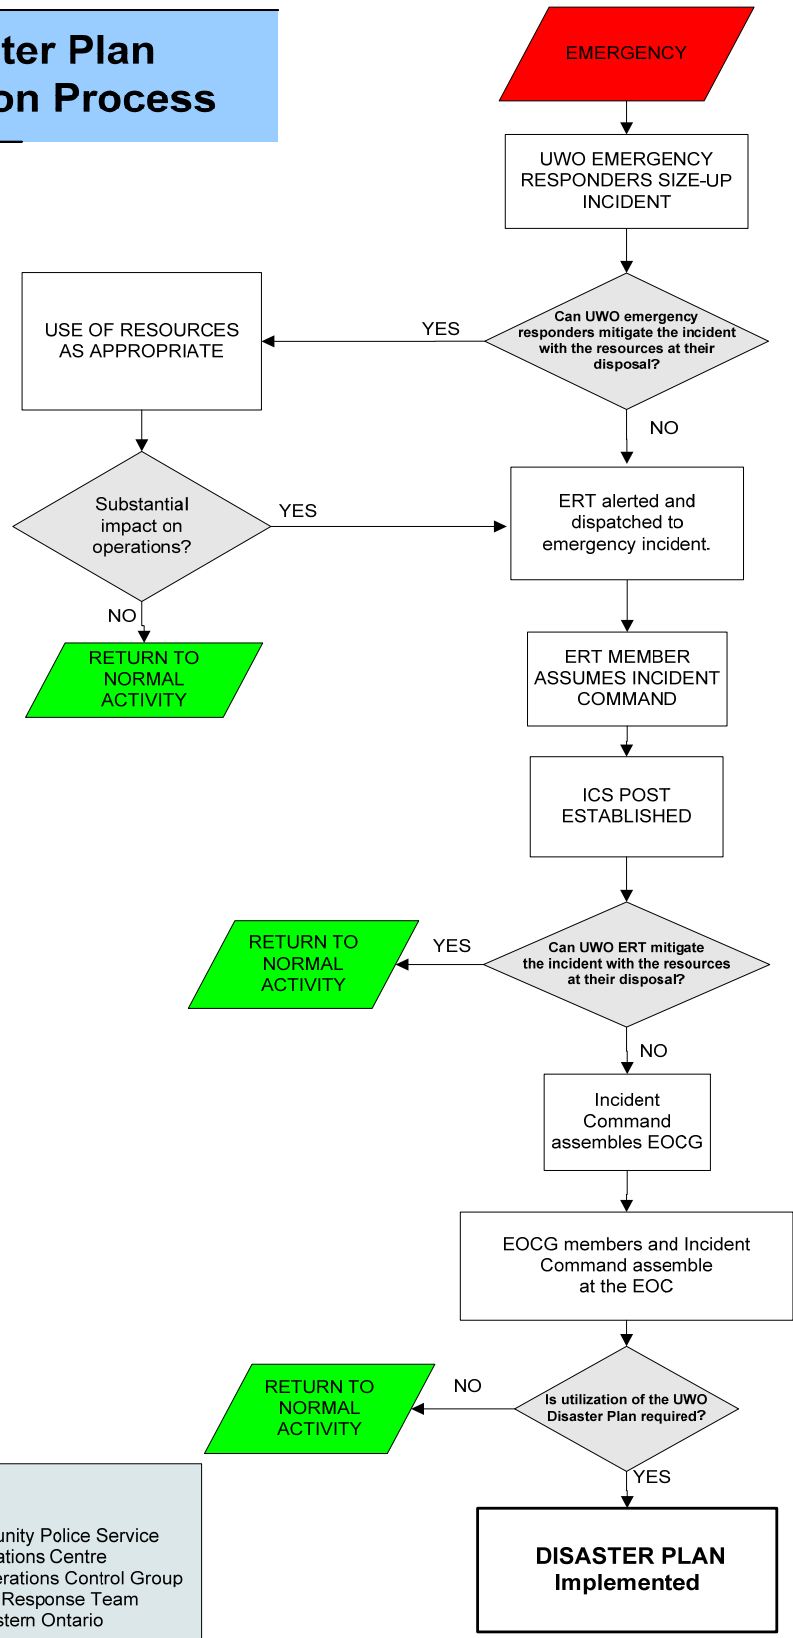 ter Plan
on Process
EMERGENCY
UWO EMERGENCY
RESPONDERS SIZE-UP
INCIDENT
Can UWO emergency
responders mitigate the incident
with the resources at their
disposal?
YES
USE OF RESOURCES
AS APPROPRIATE
NO
Substantial
impact on
operations?
YES
ERT alerted and
dispatched to
emergency incident.
NO
RETURN TO
NORMAL
ACTIVITY
ERT MEMBER
ASSUMES INCIDENT
COMMAND
ICS POST
ESTABLISHED
Can UWO ERT mitigate
the incident with the resources
at their disposal?
YES
RETURN TO
NORMAL
ACTIVITY
NO
Incident
Command
assembles EOCG
EOCG members and Incident
Command assemble
at the EOC
Is utilization of the UWO
Disaster Plan required?
NO
RETURN TO
NORMAL
ACTIVITY
YES
DISASTER PLAN
Implemented
unity Police Service
ations Centre
erations Control Group
Response Team
stern Ontario